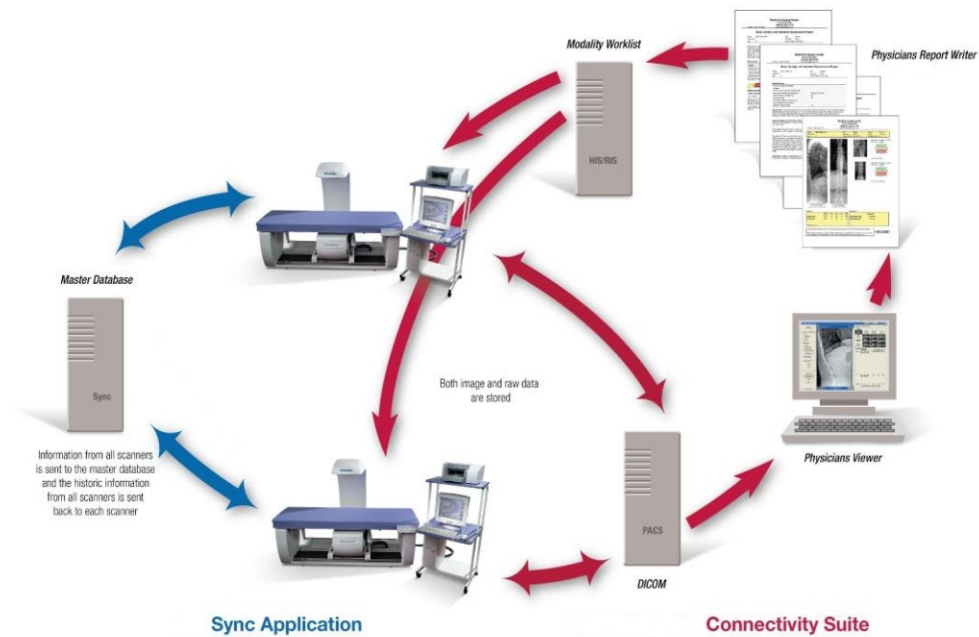 Modality Worklist
Physicians Report Writer
HIS/RIS
Master Database
Sync
Both image and raw data
are stored
Information from all scanners
is sent to the master database
and the historic information
from all scanners is sent
back to each scanner
Physicians Viewer
PACS
DICOM
Sync Application
Connectivity Suite